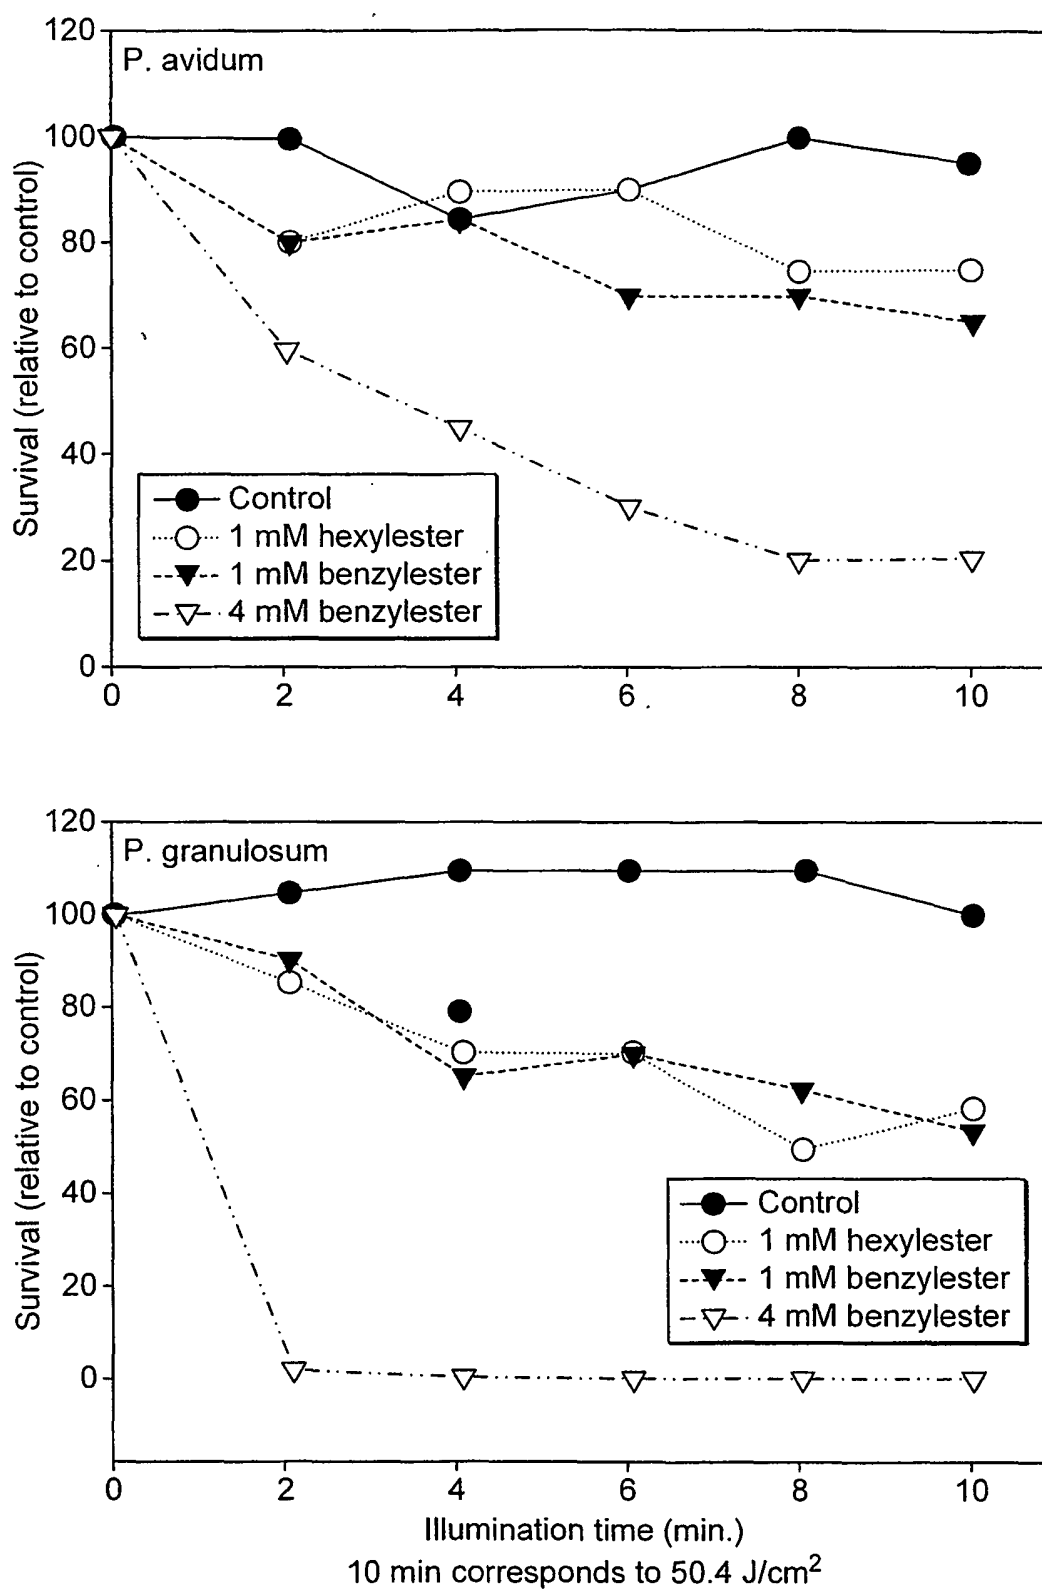 120
P. avidum
100
80
60
40
20
0
Survival (relative to control)
Control
1 mM hexylester
1 mM benzylester
4 mM benzylester
0 2 4 6 8 10
120
P. granulosum
100
80
60
40
20
0
Survival (relative to control)
Control
1 mM hexylester
1 mM benzylester
4 mM benzylester
0 2 4 6 8 10
Illumination time (min.)
10 min corresponds to 50.4 J/cm²